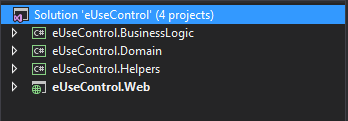 Solution 'eUseControl' (4 projects)
C# eUseControl.BusinessLogic
C# eUseControl.Domain
C# eUseControl.Helpers
eUseControl.Web